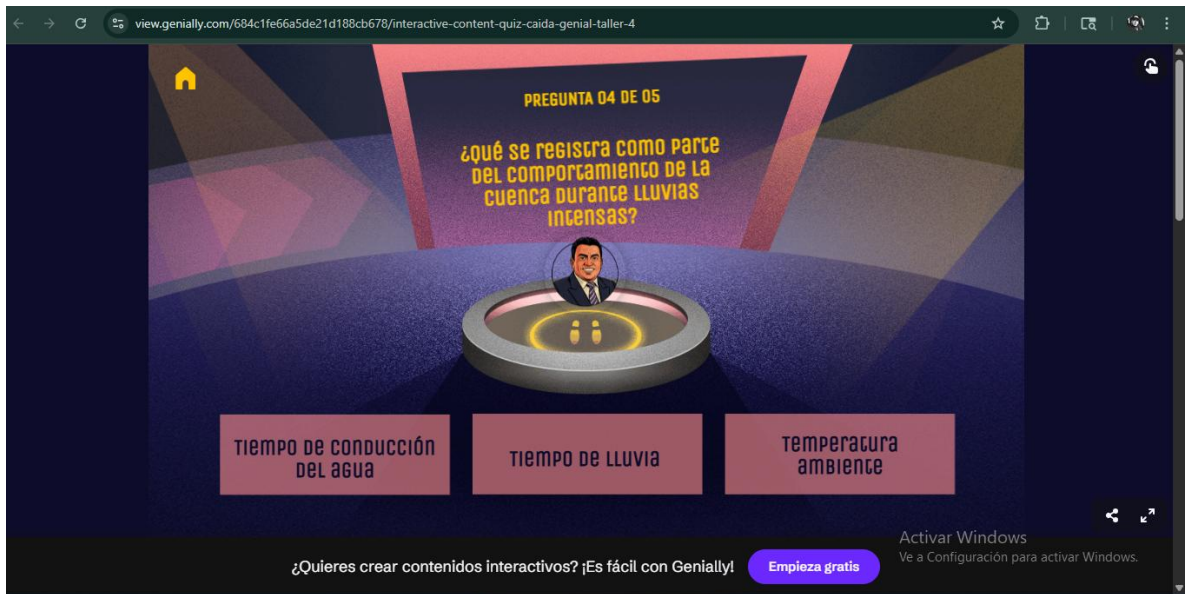 view.genially.com/684c1fe66a5de21d188cb678/interactive-content-quiz-caida-genial-taller-4
PREGUNTA 04 DE 05
¿Qué se registra como parte
del comportamiento de la
cuenca durante lluvias
intensas?
Tiempo de conducción
del agua
Tiempo de lluvia
Temperatura
ambiente
Activar Windows
Ve a Configuración para activar Windows.
¿Quieres crear contenidos interactivos? ¡Es fácil con Genially!
Empieza gratis